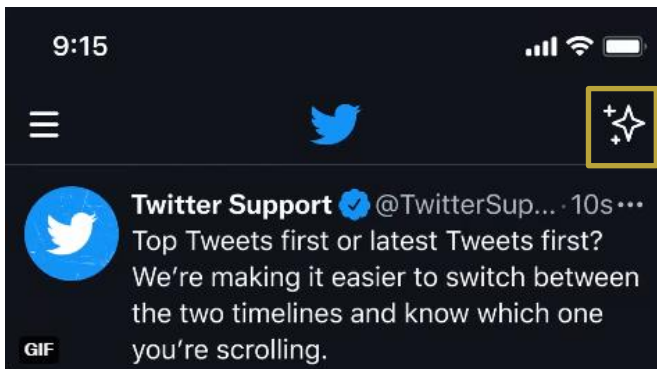 9:15
Twitter Support @TwitterSup... · 10s
Top Tweets first or latest Tweets first?
We're making it easier to switch between
the two timelines and know which one
you're scrolling.
GIF